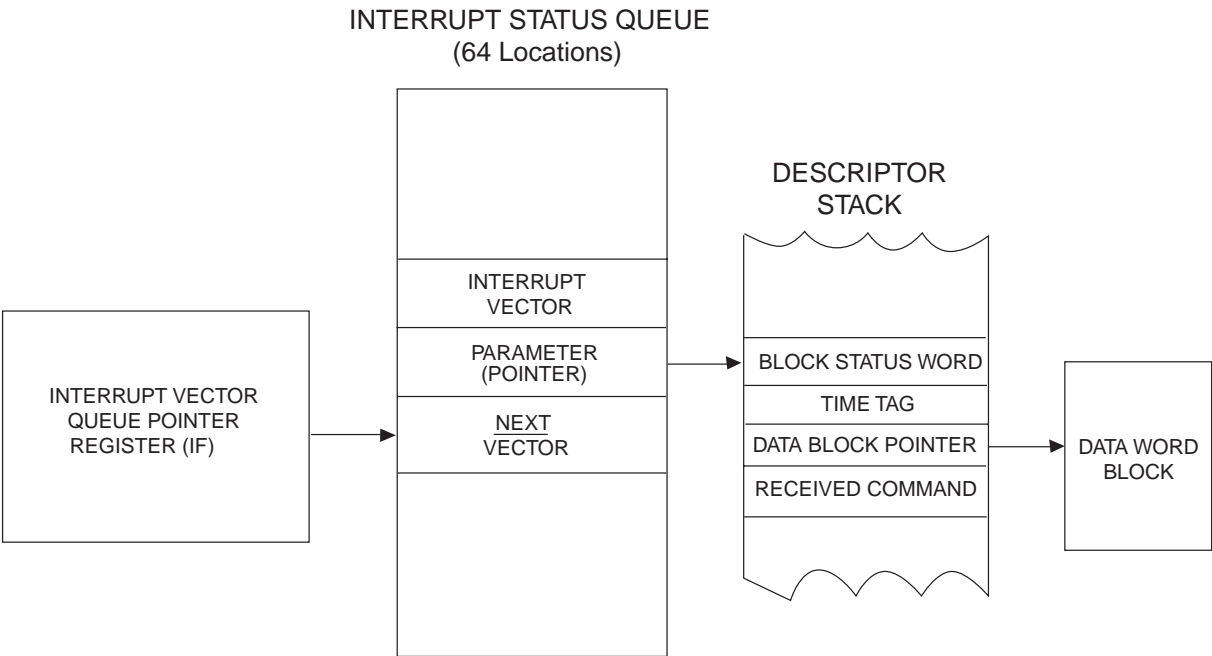 INTERRUPT STATUS QUEUE
(64 Locations)
DESCRIPTOR
STACK
INTERRUPT
VECTOR
PARAMETER
(POINTER)
NEXT
VECTOR
INTERRUPT VECTOR
QUEUE POINTER
REGISTER (IF)
BLOCK STATUS WORD
TIME TAG
DATA BLOCK POINTER
RECEIVED COMMAND
DATA WORD
BLOCK